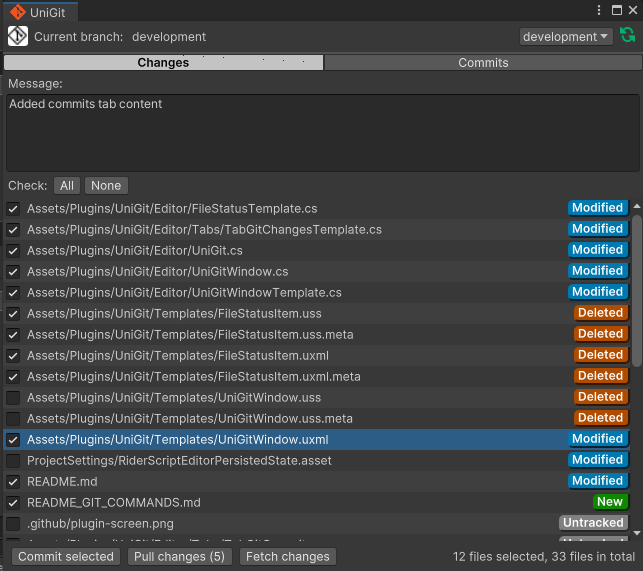 UniGit
Current branch: development
development
Changes
Commits
Message:
Added commits tab content
Check: All None
Assets/Plugins/UniGit/Editor/FileStatusTemplate.cs Modified
Assets/Plugins/UniGit/Editor/Tabs/TabGitChangesTemplate.cs Modified
Assets/Plugins/UniGit/Editor/UniGit.cs Modified
Assets/Plugins/UniGit/Editor/UniGitWindow.cs Modified
Assets/Plugins/UniGit/Editor/UniGitWindowTemplate.cs Modified
Assets/Plugins/UniGit/Templates/FileStatusItem.uss Deleted
Assets/Plugins/UniGit/Templates/FileStatusItem.uss.meta Deleted
Assets/Plugins/UniGit/Templates/FileStatusItem.uxml Deleted
Assets/Plugins/UniGit/Templates/FileStatusItem.uxml.meta Deleted
Assets/Plugins/UniGit/Templates/UniGitWindow.uss Deleted
Assets/Plugins/UniGit/Templates/UniGitWindow.uss.meta Deleted
Assets/Plugins/UniGit/Templates/UniGitWindow.uxml Modified
ProjectSettings/RiderScriptEditorPersistedState.asset Modified
README.md Modified
README_GIT_COMMANDS.md New
.github/plugin-screen.png Untracked
Commit selected Pull changes (5) Fetch changes 12 files selected, 33 files in total